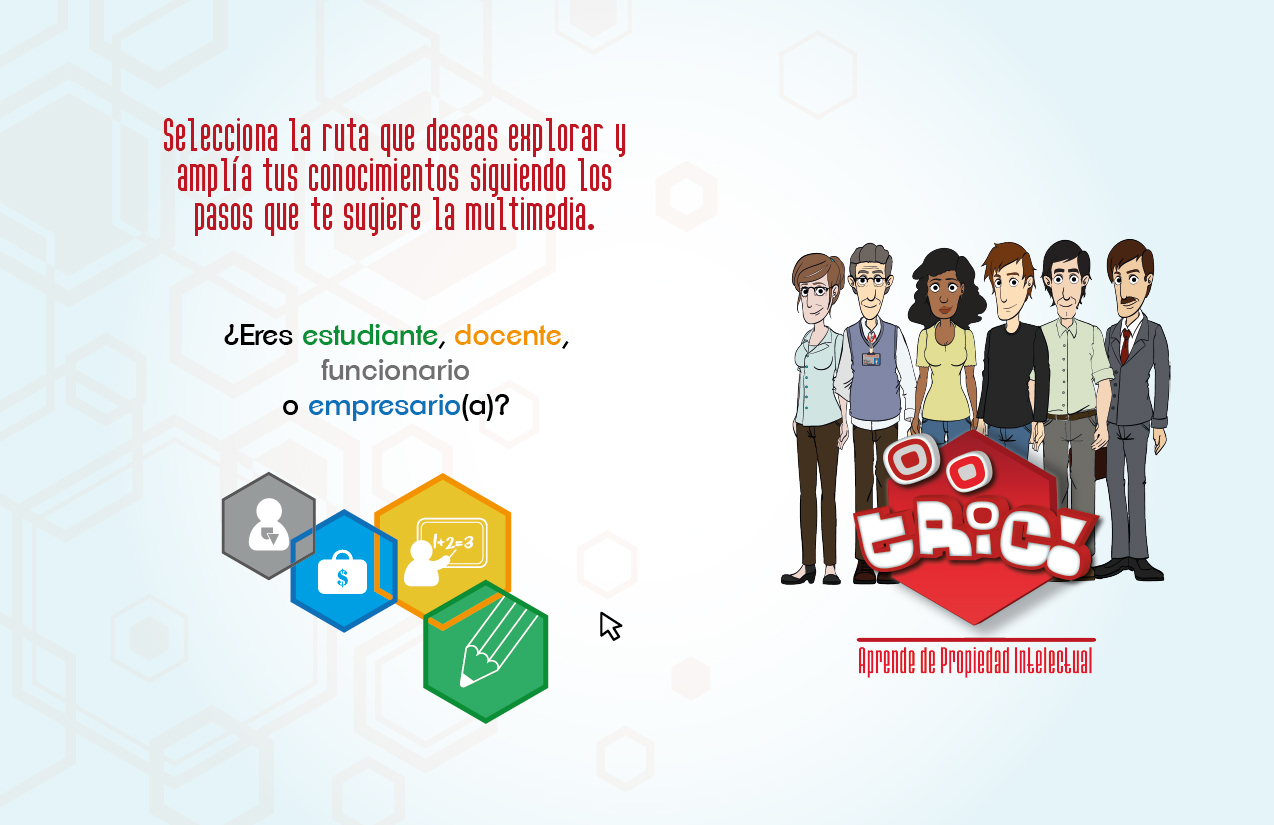 Selecciona la ruta que deseas explorar y
amplía tus conocimientos siguiendo los
pasos que te sugiere la multimedia.
¿Eres estudiante, docente,
funcionario
o empresario(a)?
$
1+2=3
TRiC!
Aprende de Propiedad Intelectual